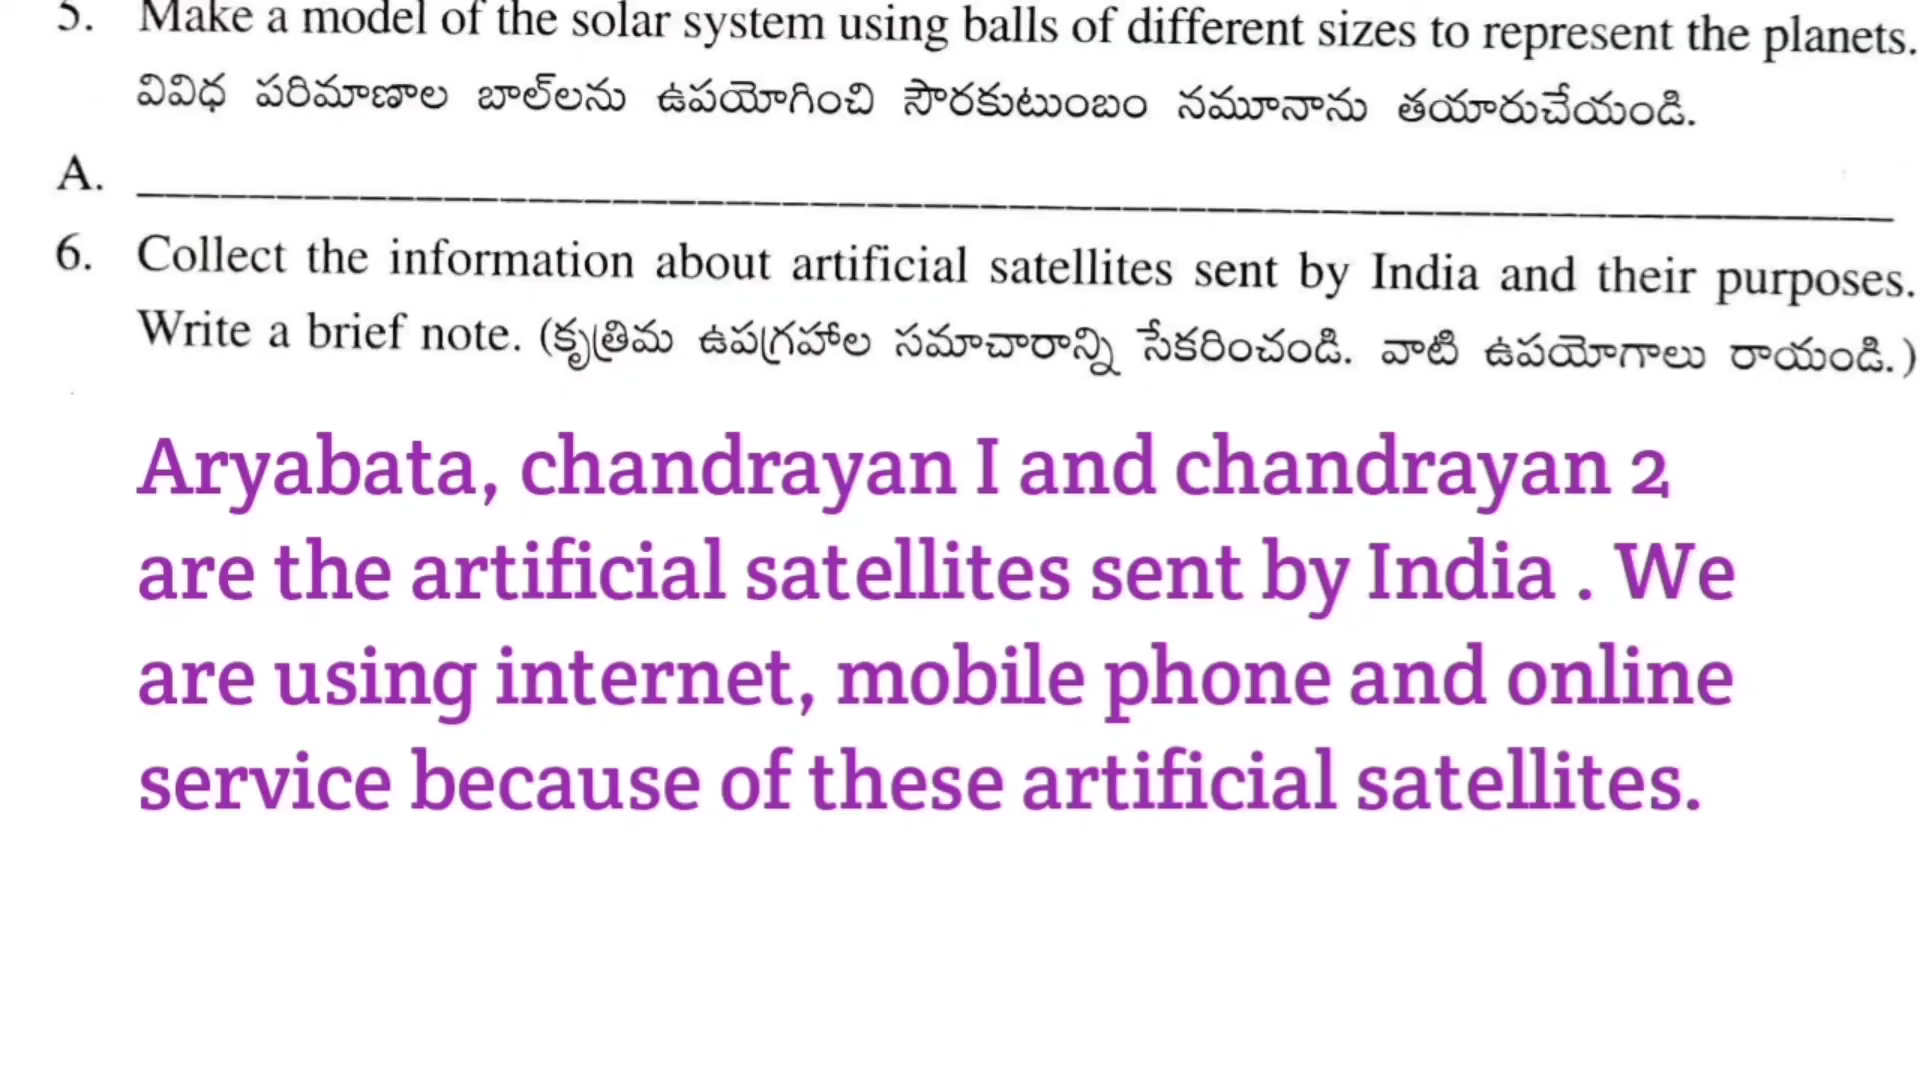 5. Make a model of the solar system using balls of different sizes to represent the planets.
వివిధ పరిమాణాల బాల్‌లను ఉపయోగించి సౌరకుటుంబం నమూనాను తయారుచేయండి.
A.
6. Collect the information about artificial satellites sent by India and their purposes.
Write a brief note. (కృత్రిమ ఉపగ్రహాల సమాచారాన్ని సేకరించండి. వాటి ఉపయోగాలు రాయండి.)
Aryabata, chandrayan I and chandrayan 2
are the artificial satellites sent by India . We
are using internet, mobile phone and online
service because of these artificial satellites.